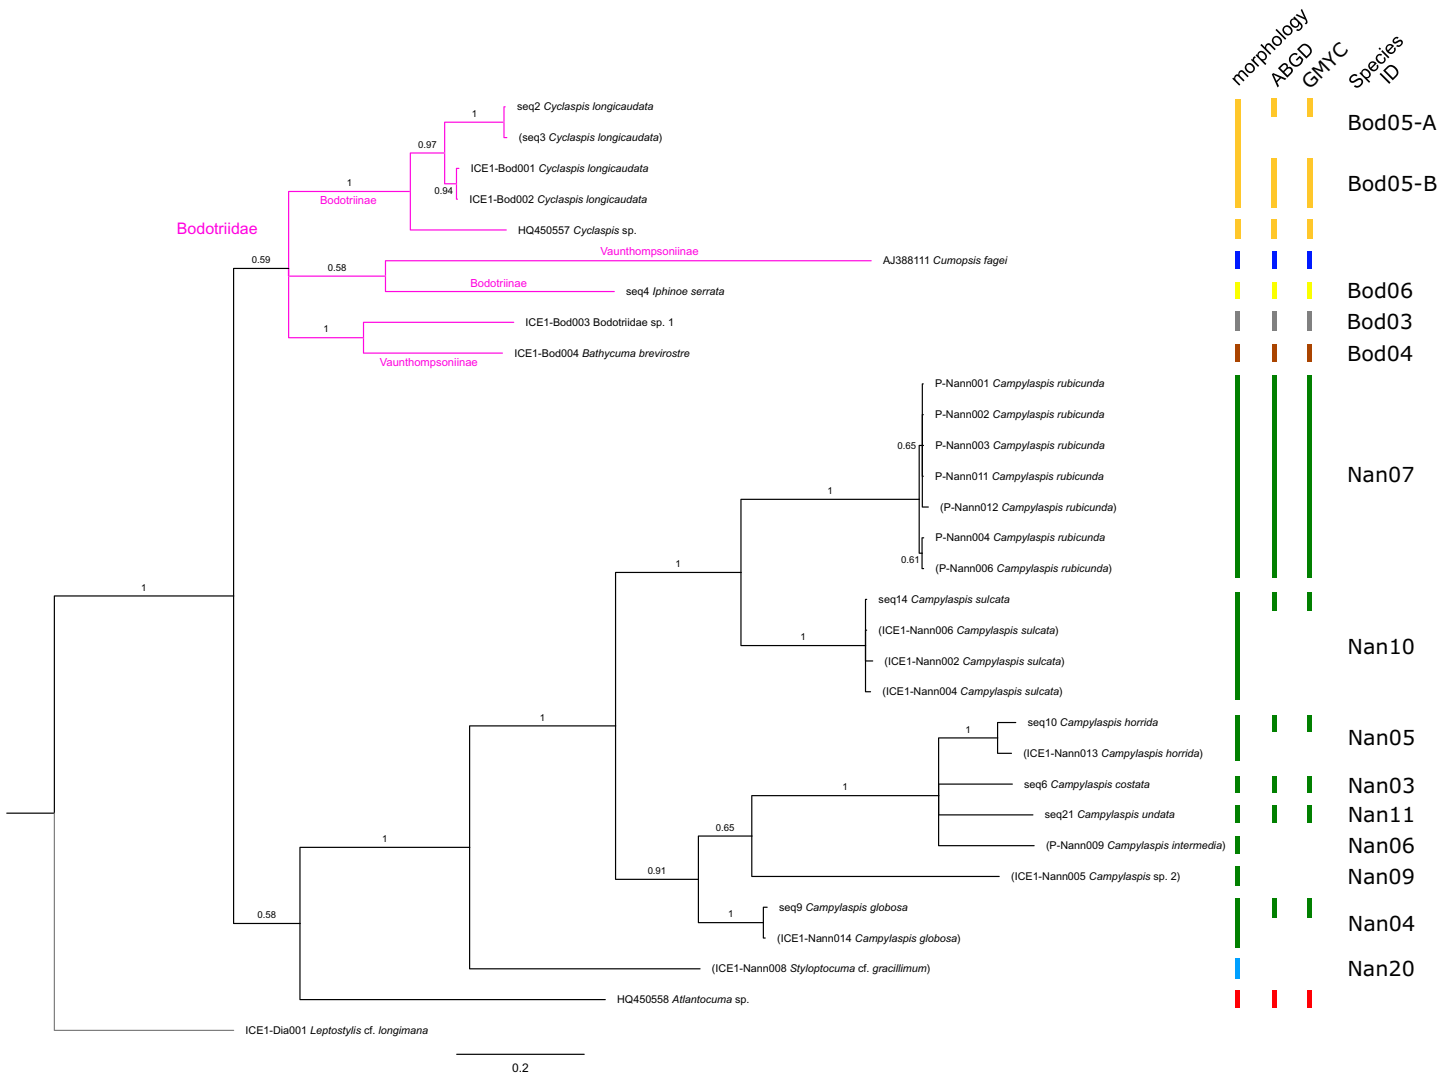 morphology
ABGD
GMYC
Species
ID
1
seq2 Cyclaspis longicaudata
Bod05-A
(seq3 Cyclaspis longicaudata)
0.97
ICE1-Bod001 Cyclaspis longicaudata
1
0.94
Bod05-B
Bodotriinae
ICE1-Bod002 Cyclaspis longicaudata
Bodotriidae
HQ450557 Cyclaspis sp.
Vaunthompsoniinae
0.59
AJ388111 Cumopsis fagei
0.58
Bodotriinae
seq4 Iphinoe serrata
Bod06
1
ICE1-Bod003 Bodotriidae sp. 1
Bod03
ICE1-Bod004 Bathycuma brevirostre
Bod04
Vaunthompsoniinae
P-Nann001 Campylaspis rubicunda
P-Nann002 Campylaspis rubicunda
0.65
P-Nann003 Campylaspis rubicunda
P-Nann011 Campylaspis rubicunda
Nan07
1
(P-Nann012 Campylaspis rubicunda)
P-Nann004 Campylaspis rubicunda
0.61
(P-Nann006 Campylaspis rubicunda)
1
1
seq14 Campylaspis sulcata
(ICE1-Nann006 Campylaspis sulcata)
1
Nan10
(ICE1-Nann002 Campylaspis sulcata)
(ICE1-Nann004 Campylaspis sulcata)
1
seq10 Campylaspis horrida
1
Nan05
(ICE1-Nann013 Campylaspis horrida)
1
seq6 Campylaspis costata
Nan03
seq21 Campylaspis undata
Nan11
0.65
1
(P-Nann009 Campylaspis intermedia)
Nan06
0.91
(ICE1-Nann005 Campylaspis sp. 2)
Nan09
seq9 Campylaspis globosa
0.58
1
Nan04
(ICE1-Nann014 Campylaspis globosa)
(ICE1-Nann008 Styloptocuma cf. gracillimum)
Nan20
HQ450558 Atlantocuma sp.
ICE1-Dia001 Leptostylis cf. longimana
0.2